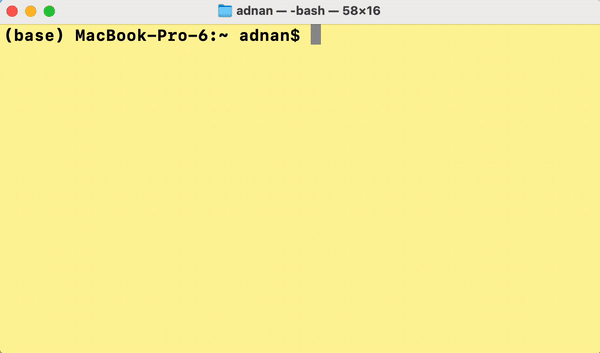 adnan — -bash — 58×16
(base) MacBook-Pro-6:~ adnan$